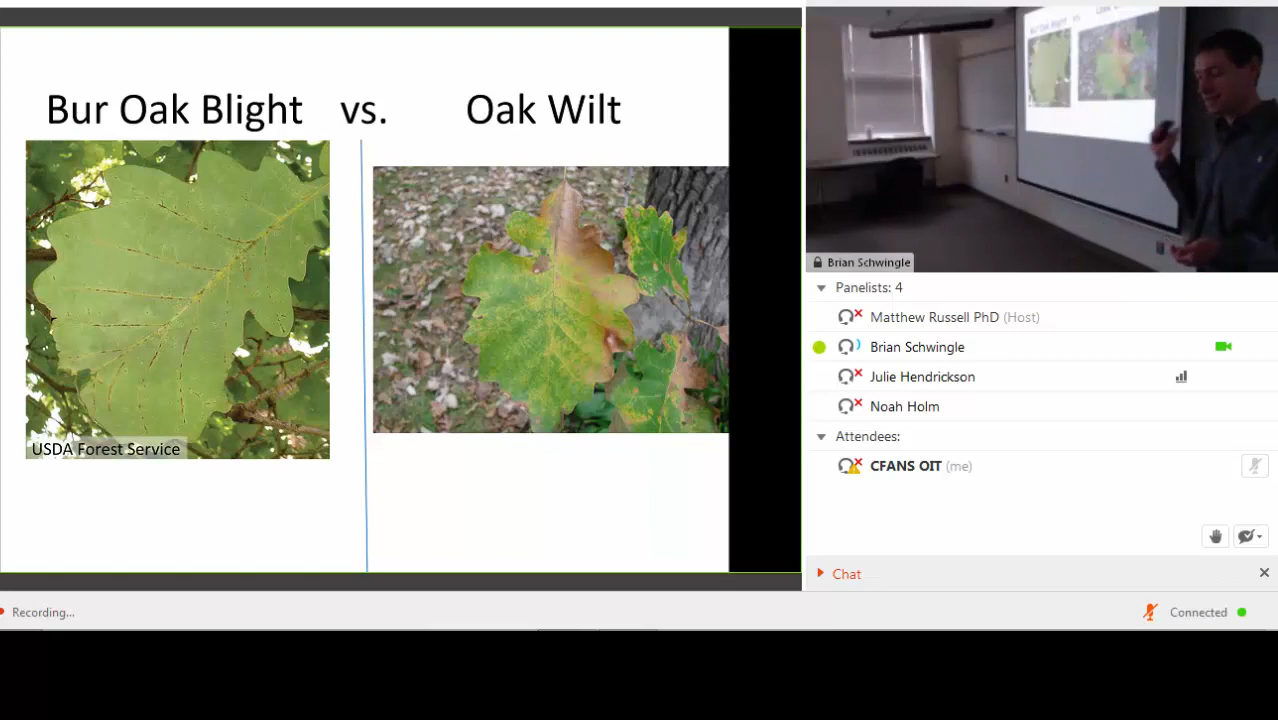 Bur Oak Blight vs. Oak Wilt
USDA Forest Service
Brian Schwingle
Panelists: 4
Matthew Russell PhD (Host)
Brian Schwingle
Julie Hendrickson
Noah Holm
Attendees:
CFANS OIT (me)
Chat
Recording...
Connected